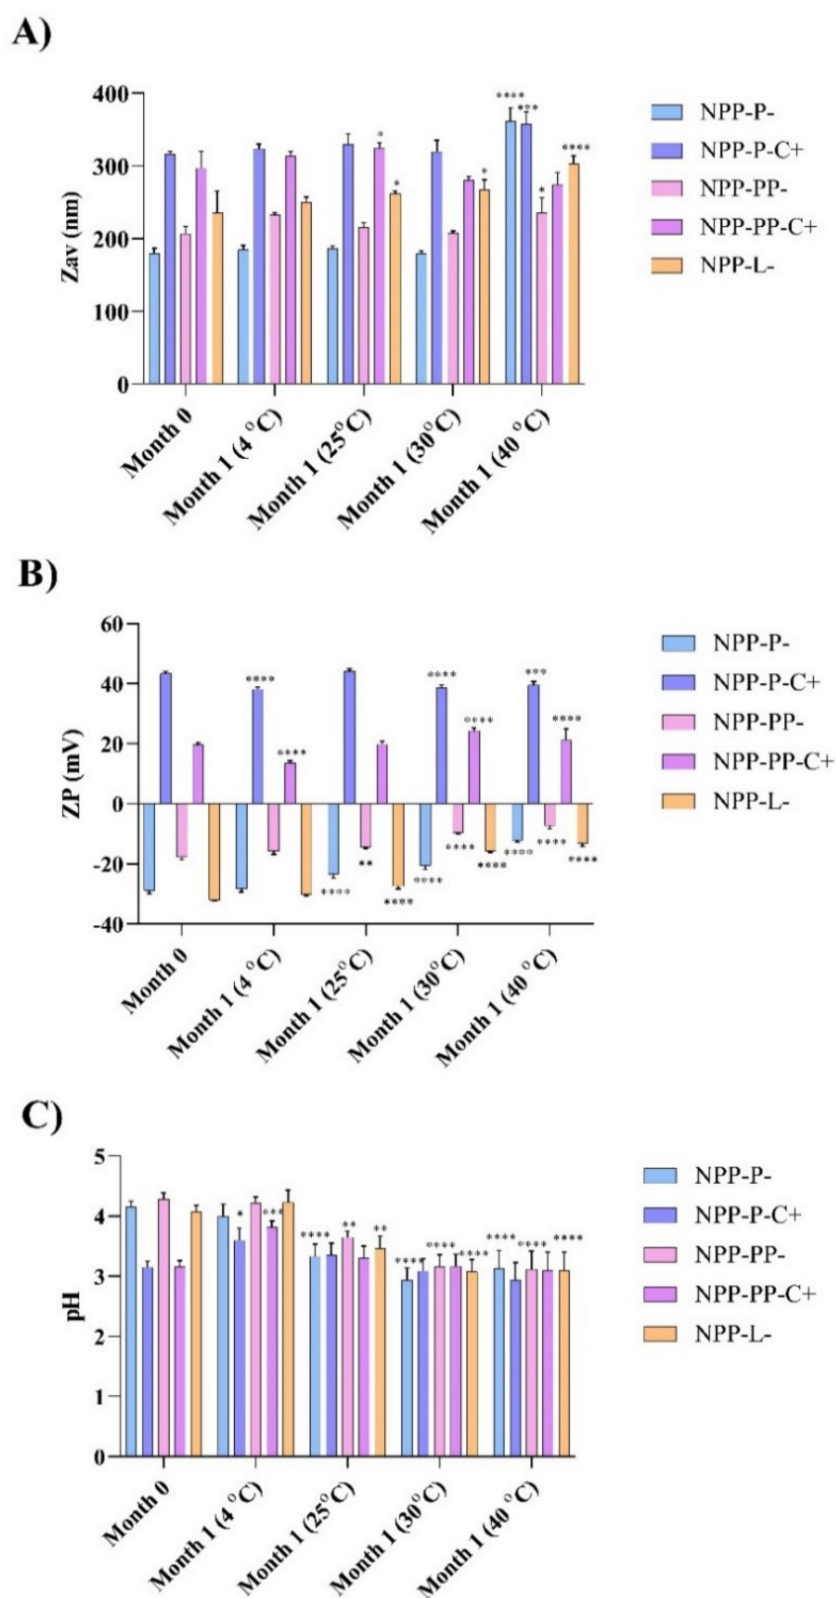 A)
Zav (nm)
400
300
200
100
0
****
***
*
*
*
*
****
Month 0
Month 1 (4 °C)
Month 1 (25°C)
Month 1 (30°C)
Month 1 (40 °C)
NPP-P-
NPP-P-C+
NPP-PP-
NPP-PP-C+
NPP-L-
B)
ZP (mV)
60
40
20
0
-20
-40
****
****
****
**
****
****
****
****
****
****
***
****
****
****
****
Month 0
Month 1 (4 °C)
Month 1 (25°C)
Month 1 (30°C)
Month 1 (40 °C)
NPP-P-
NPP-P-C+
NPP-PP-
NPP-PP-C+
NPP-L-
C)
pH
5
4
3
2
1
0
*
***
****
**
**
****
****
****
****
****
****
Month 0
Month 1 (4 °C)
Month 1 (25°C)
Month 1 (30°C)
Month 1 (40 °C)
NPP-P-
NPP-P-C+
NPP-PP-
NPP-PP-C+
NPP-L-